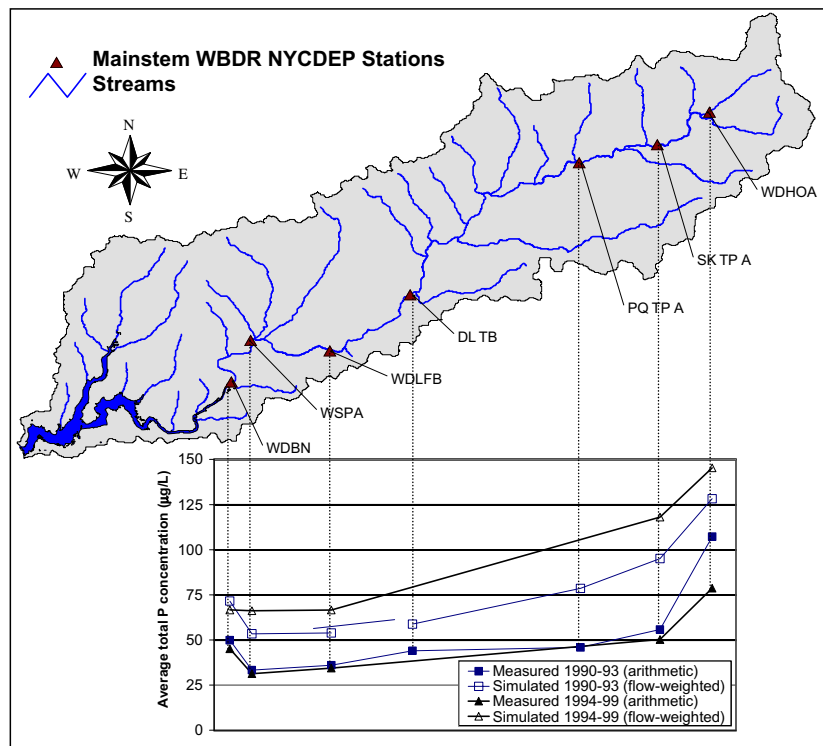 Mainstem WBDR NYCDEP Stations
Streams
N
W
E
S
WDHOA
SK TP A
PQ TP A
DL TB
WDLFB
WSPA
WDBN
Average total P concentration (µg/L)
150
125
100
75
50
25
0
Measured 1990-93 (arithmetic)
Simulated 1990-93 (flow-weighted)
Measured 1994-99 (arithmetic)
Simulated 1994-99 (flow-weighted)